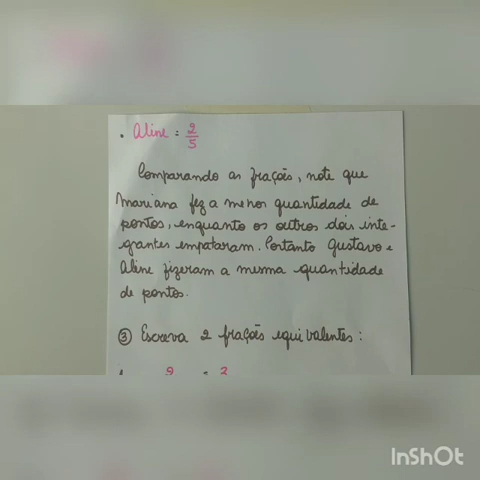 • Aline = 2/5
Comparando as frações, note que
Mariana fez a menor quantidade de
pontos, enquanto os outros dois inte-
grantes empataram. Portanto Gustavo e
Aline fizeram a mesma quantidade
de pontos.
③ Escreva 2 frações equivalentes:
InShOt